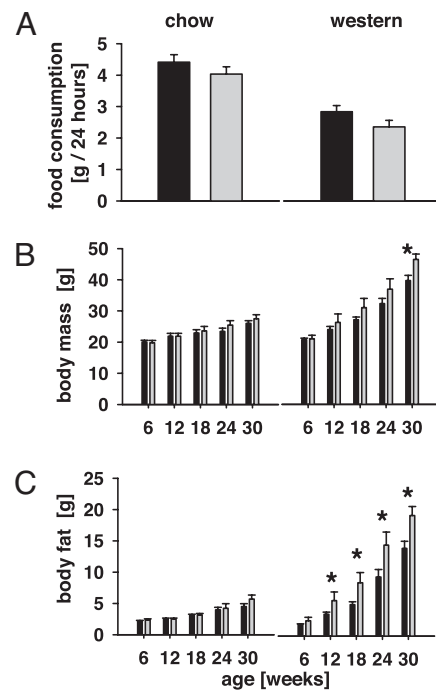 A
chow western
food consumption
[g / 24 hours]
5
4
3
2
1
0
B
body mass [g]
50
40
30
20
10
0
*
6 12 18 24 30 6 12 18 24 30
C
body fat [g]
25
20
15
10
5
0
* * * *
6 12 18 24 30 6 12 18 24 30
age [weeks]